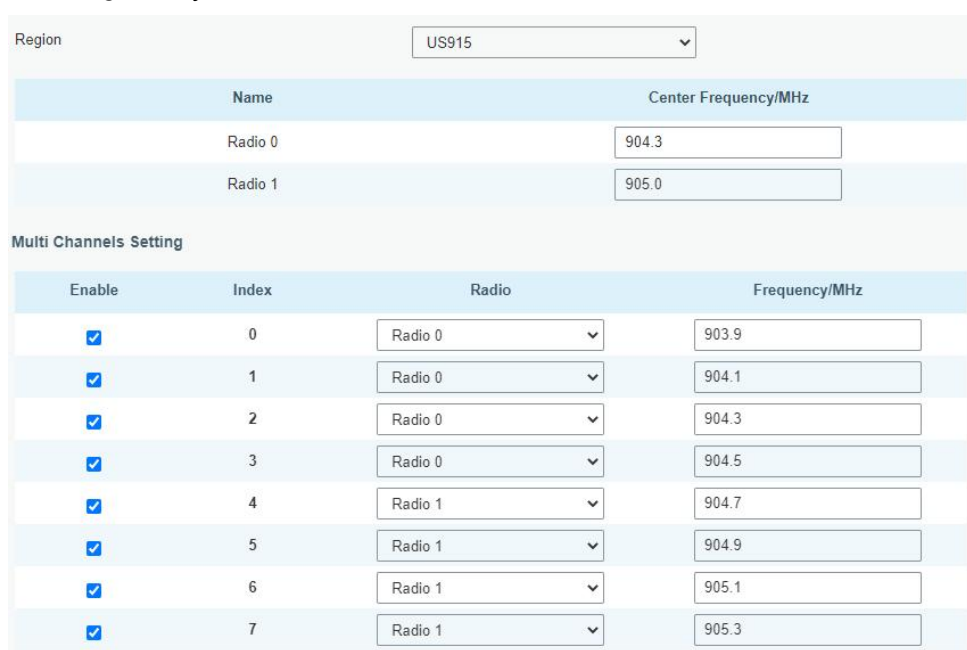 Region US915
Name Center Frequency/MHz
Radio 0 904.3
Radio 1 905.0
Multi Channels Setting
Enable Index Radio Frequency/MHz
0 Radio 0 903.9
1 Radio 0 904.1
2 Radio 0 904.3
3 Radio 0 904.5
4 Radio 1 904.7
5 Radio 1 904.9
6 Radio 1 905.1
7 Radio 1 905.3